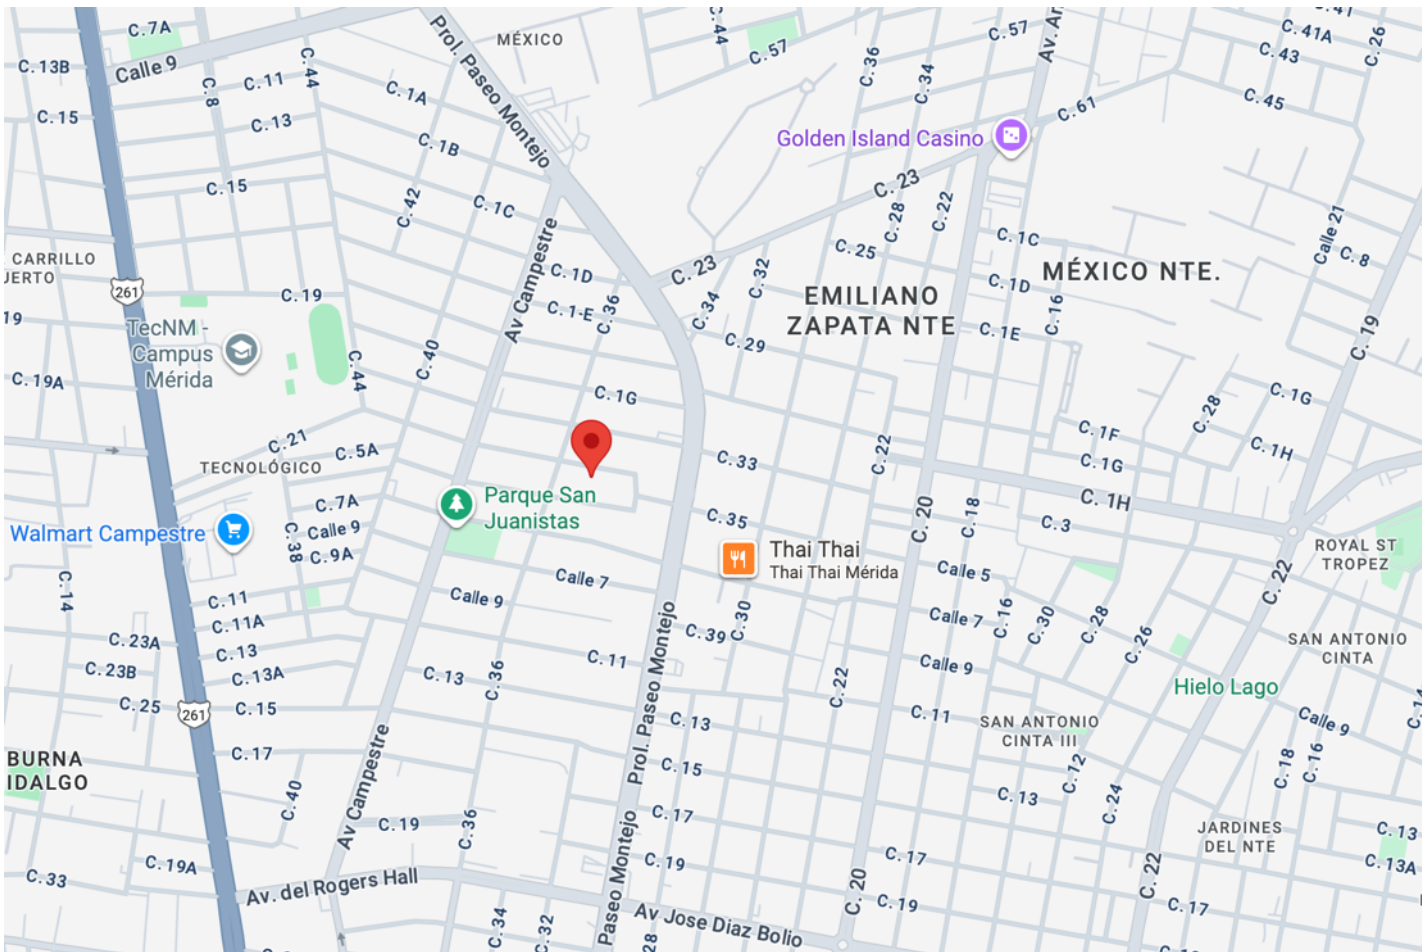 C. 7A
MÉXICO
Prol. Paseo Montejo
C. 44
C. 57
C. 36
C. 57
C. 41
C. 41A
C. 26
C. 13B
Calle 9
C. 44
C. 11
C. 8
C. 1A
C. 34
Av. Ar
C. 43
C. 45
C. 15
C. 13
C. 1B
Golden Island Casino
C. 61
C. 15
C. 42
C. 1C
C. 23
C. 28
C. 22
C. 1C
Calle 21
C. 8
CARRILLO
UERTO
261
C. 19
Av Campestre
C. 1D
C. 36
C. 1-E
C. 23
C. 34
C. 32
C. 25
EMILIANO
ZAPATA NTE
C. 1D
C. 16
C. 1E
MÉXICO NTE.
C. 19
19
TecNM -
Campus
Mérida
C. 44
C. 40
C. 29
C. 19A
C. 1G
C. 1G
C. 28
C. 21
C. 5A
TECNOLÓGICO
C. 33
C. 22
C. 1F
C. 1G
C. 1H
C. 1H
C. 7A
Calle 9
C. 9A
C. 38
Walmart Campestre
Parque San
Juanistas
C. 35
C. 20
C. 18
C. 3
ROYAL ST
TROPEZ
Thai Thai
Thai Thai Mérida
C. 14
C. 11
C. 11A
Calle 7
Calle 9
Calle 5
Calle 7
C. 16
C. 30
C. 28
C. 26
C. 22
C. 23A
C. 23B
C. 13
C. 13A
C. 39
C. 30
SAN ANTONIO
CINTA
C. 25
261
C. 15
C. 13
C. 36
C. 11
Prol. Paseo Montejo
C. 22
Calle 9
Hielo Lago
C. 11
SAN ANTONIO
CINTA III
Calle 9
C. 14
BURNA
IDALGO
C. 17
Av Campestre
C. 13
C. 15
C. 12
C. 18
C. 16
C. 40
C. 19
C. 36
C. 17
C. 13
C. 24
JARDINES
DEL NTE
C. 13
C. 13A
C. 33
C. 19A
Av. del Rogers Hall
Paseo Montejo
C. 19
C. 17
C. 20
C. 19
C. 22
C. 17
C. 34
C. 32
C. 28
Av Jose Diaz Bolio